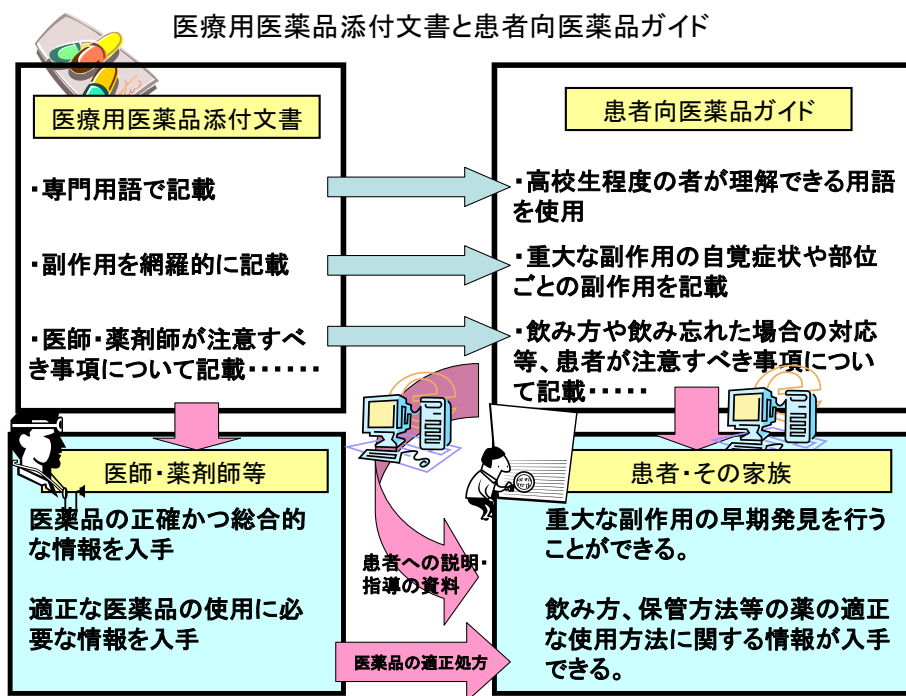 医療用医薬品添付文書と患者向医薬品ガイド
医療用医薬品添付文書
・専門用語で記載
・副作用を網羅的に記載
・医師・薬剤師が注意すべ
き事項について記載・・・・・・
患者向医薬品ガイド
・高校生程度の者が理解できる用語
を使用
・重大な副作用の自覚症状や部位
ごとの副作用を記載
・飲み方や飲み忘れた場合の対応
等、患者が注意すべき事項につい
て記載・・・・・
医師・薬剤師等
医薬品の正確かつ総合的
な情報を入手
適正な医薬品の使用に必
要な情報を入手
患者への説明・
指導の資料
医薬品の適正処方
患者・その家族
重大な副作用の早期発見を行う
ことができる。
飲み方、保管方法等の薬の適正
な使用方法に関する情報が入手
できる。